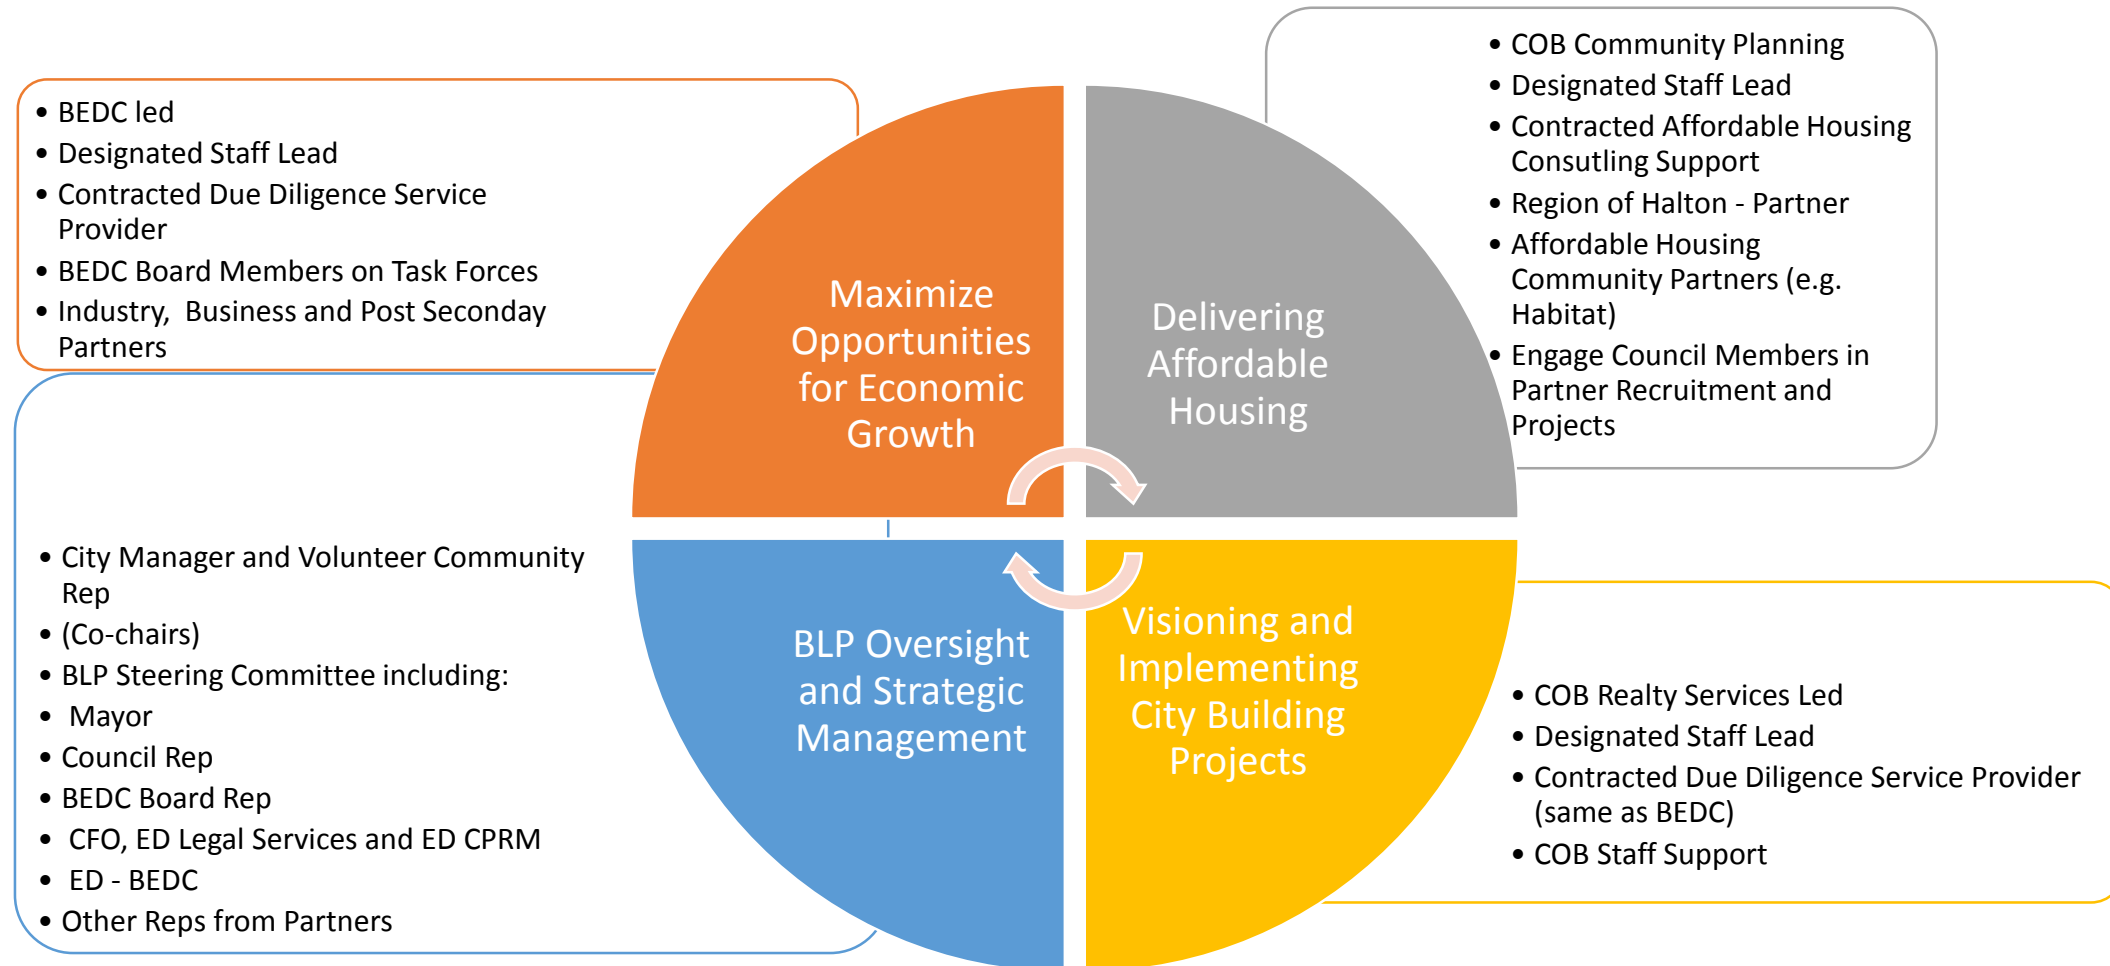 • BEDC led
• Designated Staff Lead
• Contracted Due Diligence Service
Provider
• BEDC Board Members on Task Forces
• Industry,  Business and Post Seconday
Partners
Maximize
Opportunities
for Economic
Growth
Delivering
Affordable
Housing
• COB Community Planning
• Designated Staff Lead
• Contracted Affordable Housing
Consutling Support
• Region of Halton - Partner
• Affordable Housing
Community Partners (e.g.
Habitat)
• Engage Council Members in
Partner Recruitment and
Projects
• City Manager and Volunteer Community
Rep
• (Co-chairs)
• BLP Steering Committee including:
• Mayor
• Council Rep
• BEDC Board Rep
• CFO, ED Legal Services and ED CPRM
• ED - BEDC
• Other Reps from Partners
BLP Oversight
and Strategic
Management
Visioning and
Implementing
City Building
Projects
• COB Realty Services Led
• Designated Staff Lead
• Contracted Due Diligence Service Provider
(same as BEDC)
• COB Staff Support